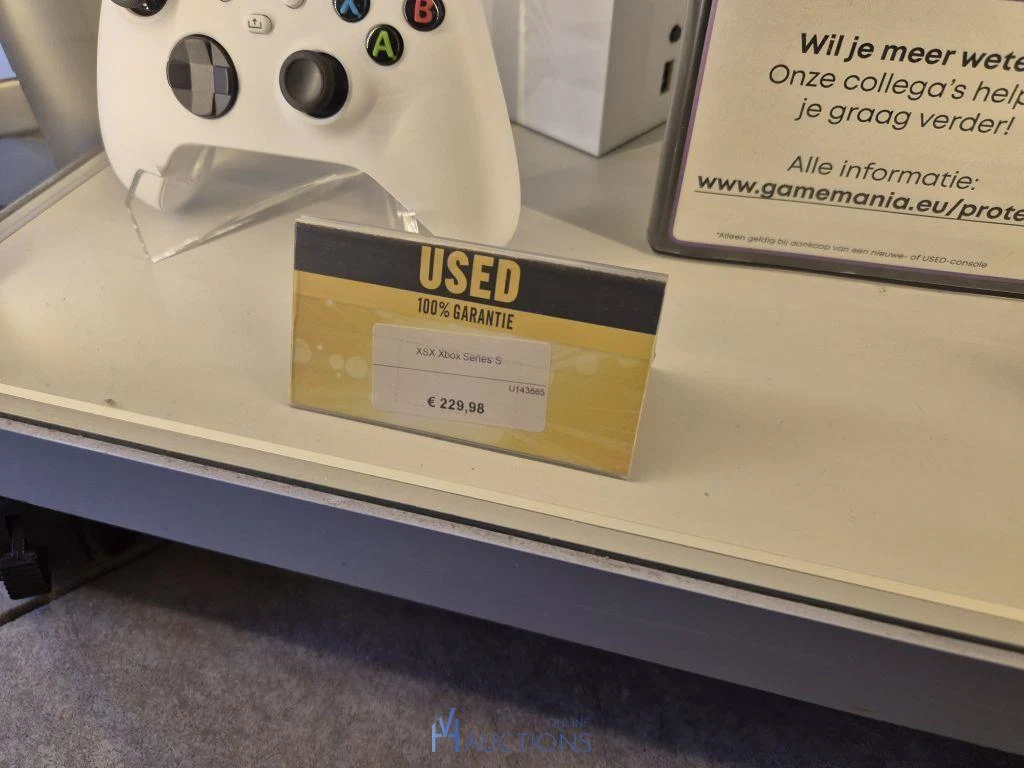 X
B
A
Wil je meer wete
Onze collega's help
je graag verder!
Alle informatie:
www.gamemania.eu/prote
*Alleen geldig bij aankoop van een nieuwe- of USED-console
USED
100% GARANTIE
XSX Xbox Series S
U143665
€ 229,98
ONLINE
AUCTIONS